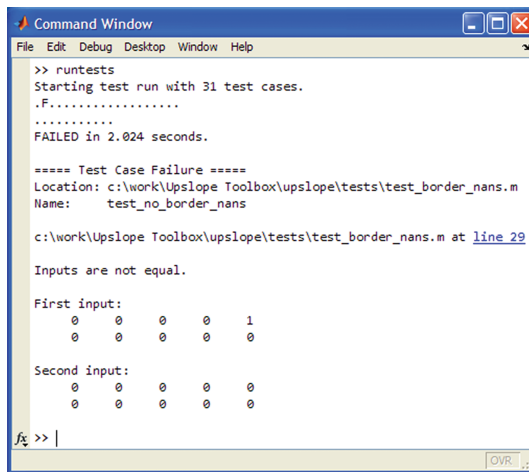 Command Window
File Edit Debug Desktop Window Help
>> runtests
Starting test run with 31 test cases.
.F..................
...........
FAILED in 2.024 seconds.
===== Test Case Failure =====
Location: c:\work\Upslope Toolbox\upslope\tests\test_border_nans.m
Name: test_no_border_nans
c:\work\Upslope Toolbox\upslope\tests\test_border_nans.m at line 29
Inputs are not equal.
First input:
0 0 0 0 1
0 0 0 0 0
Second input:
0 0 0 0 0
0 0 0 0 0
fx >>
OVR